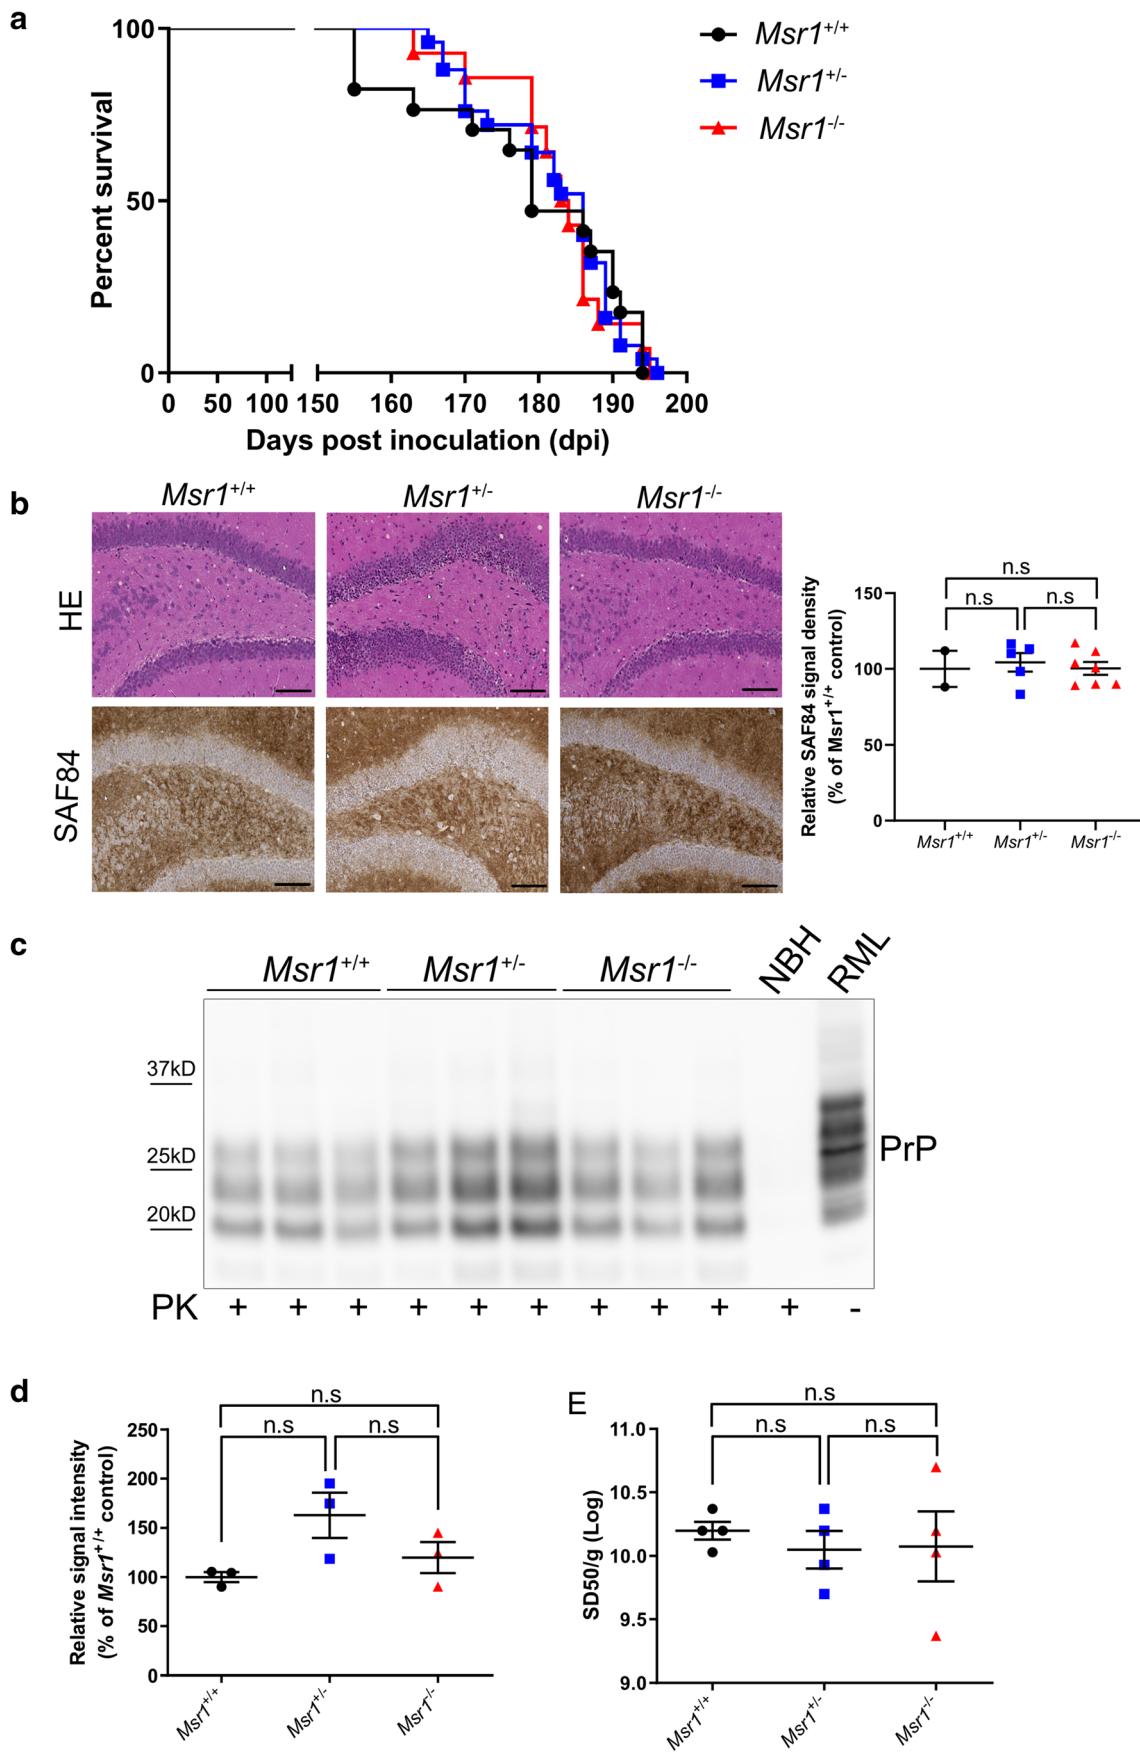 a
100
50
0
Percent survival
0 50 100 150 160 170 180 190 200
Days post inoculation (dpi)
Msr1+/+
Msr1+/-
Msr1-/-
b
Msr1+/+ Msr1+/- Msr1-/-
HE
SAF84
Relative SAF84 signal density
(% of Msr1+/+ control)
150
100
50
0
n.s
n.s n.s
Msr1+/+ Msr1+/- Msr1-/-
c
Msr1+/+ Msr1+/- Msr1-/- NBH RML
37kD
25kD
20kD
PrP
PK + + + + + + + + + + -
d
Relative signal intensity
(% of Msr1+/+ control)
250
200
150
100
50
0
n.s
n.s n.s
Msr1+/+ Msr1+/- Msr1-/-
E
SD50/g (Log)
11.0
10.5
10.0
9.5
9.0
n.s
n.s n.s
Msr1+/+ Msr1+/- Msr1-/-